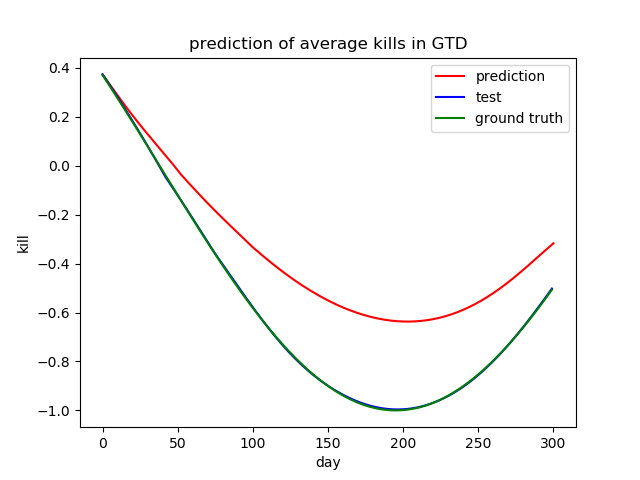 prediction of average kills in GTD
prediction
test
ground truth
0.4
0.2
0.0
−0.2
−0.4
−0.6
−0.8
−1.0
kill
0
50
100
150
200
250
300
day